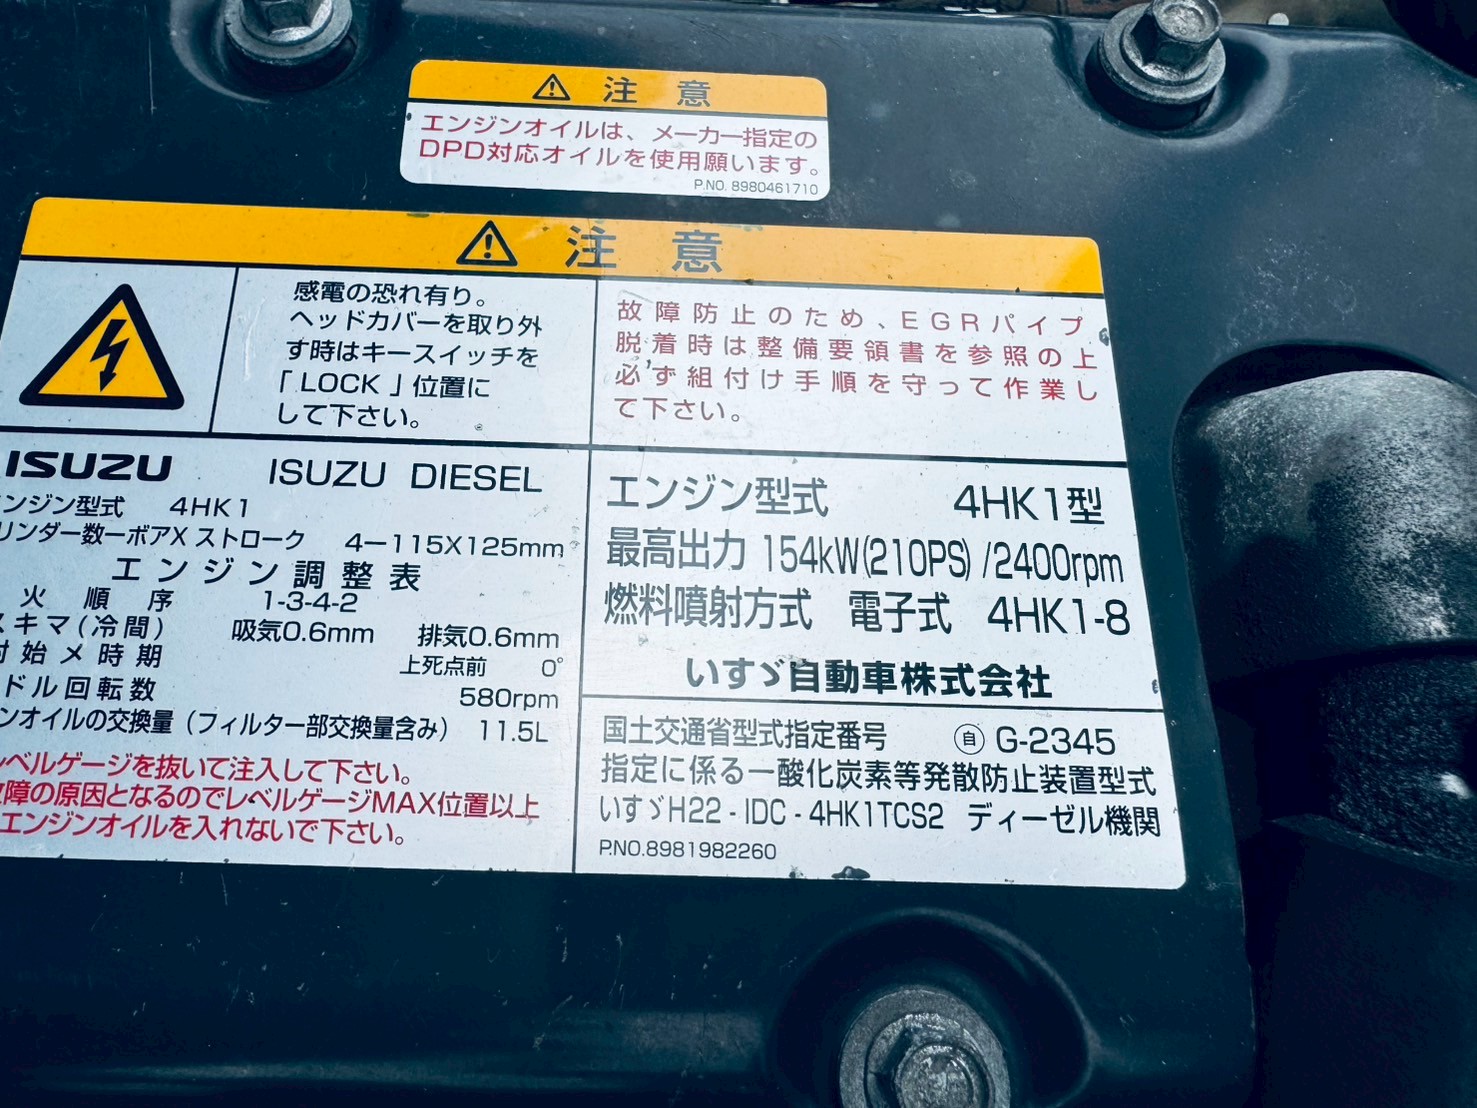 注 意
エンジンオイルは、メーカー指定の
DPD対応オイルを使用願います。
P.NO. 8980461710
注 意
感電の恐れ有り。
ヘッドカバーを取り外
す時はキースイッチを
「LOCK」位置に
して下さい。
故障防止のため、EGRパイプ
脱着時は整備要領書を参照の上
必ず組付け手順を守って作業し
て下さい。
ISUZU ISUZU DIESEL
ンジン型式 4HK1
リンダー数ーボアX ストローク 4ー115X125mm
エンジン調整表
火順序 1-3-4-2
スキマ(冷間) 吸気0.6mm 排気0.6mm
射始メ時期 上死点前 0°
ドル回転数 580rpm
ンオイルの交換量(フィルター部交換量含み) 11.5L
レベルゲージを抜いて注入して下さい。
故障の原因となるのでレベルゲージMAX位置以上
エンジンオイルを入れないで下さい。
エンジン型式 4HK1型
最高出力 154kW(210PS)/2400rpm
燃料噴射方式 電子式 4HK1-8
いすゞ自動車株式会社
国土交通省型式指定番号 自 G-2345
指定に係る一酸化炭素等発散防止装置型式
いすゞH22-IDC-4HK1TCS2 ディーゼル機関
P.NO.8981982260